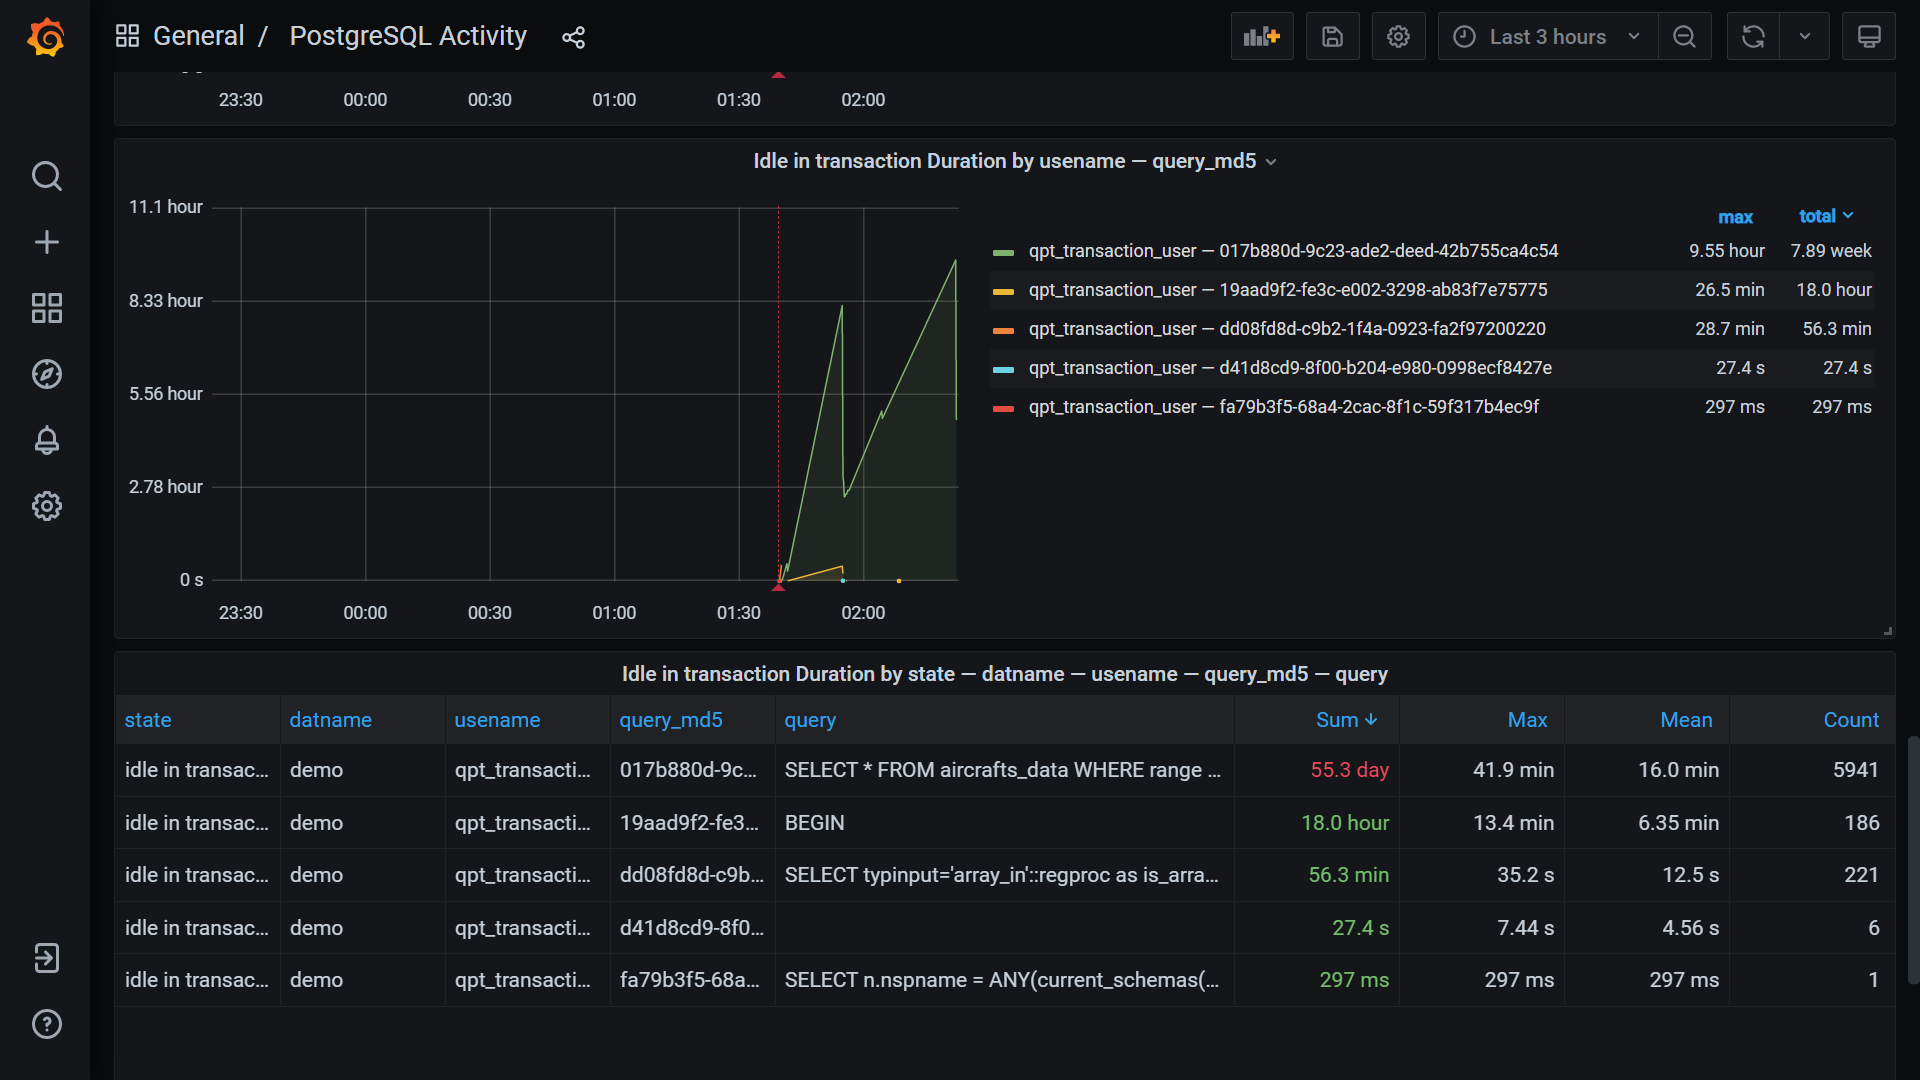 General / PostgreSQL Activity
Last 3 hours
23:30 00:00 00:30 01:00 01:30 02:00
Idle in transaction Duration by usename — query_md5
11.1 hour
8.33 hour
5.56 hour
2.78 hour
0 s
23:30 00:00 00:30 01:00 01:30 02:00
max total
qpt_transaction_user — 017b880d-9c23-ade2-deed-42b755ca4c54 9.55 hour 7.89 week
qpt_transaction_user — 19aad9f2-fe3c-e002-3298-ab83f7e75775 26.5 min 18.0 hour
qpt_transaction_user — dd08fd8d-c9b2-1f4a-0923-fa2f97200220 28.7 min 56.3 min
qpt_transaction_user — d41d8cd9-8f00-b204-e980-0998ecf8427e 27.4 s 27.4 s
qpt_transaction_user — fa79b3f5-68a4-2cac-8f1c-59f317b4ec9f 297 ms 297 ms
Idle in transaction Duration by state — datname — usename — query_md5 — query
state datname usename query_md5 query Sum Max Mean Count
idle in transac... demo qpt_transacti... 017b880d-9c... SELECT * FROM aircrafts_data WHERE range ... 55.3 day 41.9 min 16.0 min 5941
idle in transac... demo qpt_transacti... 19aad9f2-fe3... BEGIN 18.0 hour 13.4 min 6.35 min 186
idle in transac... demo qpt_transacti... dd08fd8d-c9b... SELECT typinput='array_in'::regproc as is_arra... 56.3 min 35.2 s 12.5 s 221
idle in transac... demo qpt_transacti... d41d8cd9-8f0... 27.4 s 7.44 s 4.56 s 6
idle in transac... demo qpt_transacti... fa79b3f5-68a... SELECT n.nspname = ANY(current_schemas(... 297 ms 297 ms 297 ms 1